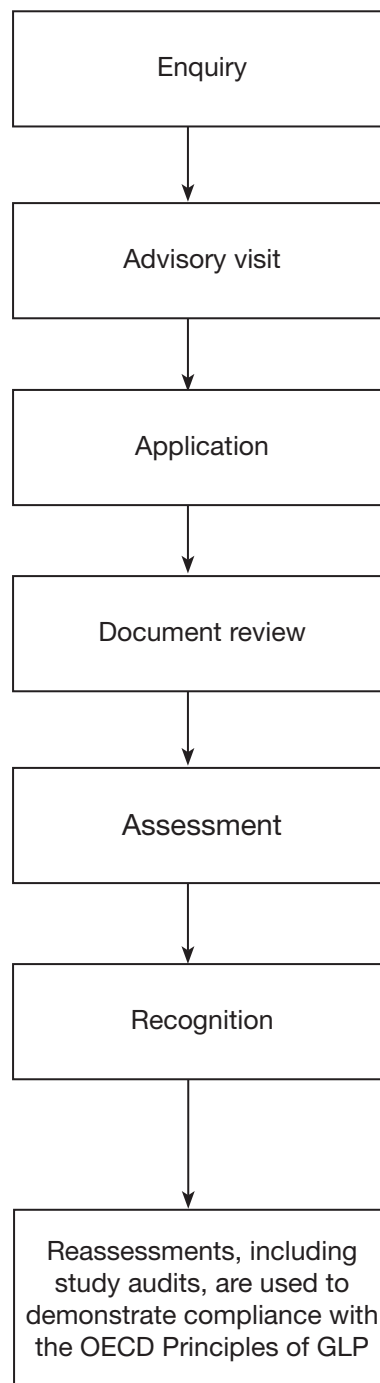 Enquiry
Advisory visit
Application
Document review
Assessment
Recognition
Reassessments, including
study audits, are used to
demonstrate compliance with
the OECD Principles of GLP